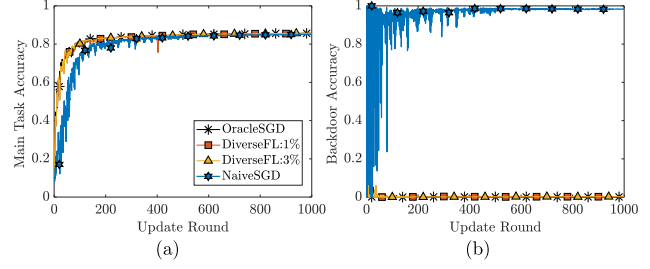 1
0.8
0.6
0.4
0.2
0
0 200 400 600 800 1000
Main Task Accuracy
Update Round
OracleSGD
DiverseFL:1%
DiverseFL:3%
NaiveSGD
(a)
1
0.8
0.6
0.4
0.2
0
0 200 400 600 800 1000
Backdoor Accuracy
Update Round
(b)